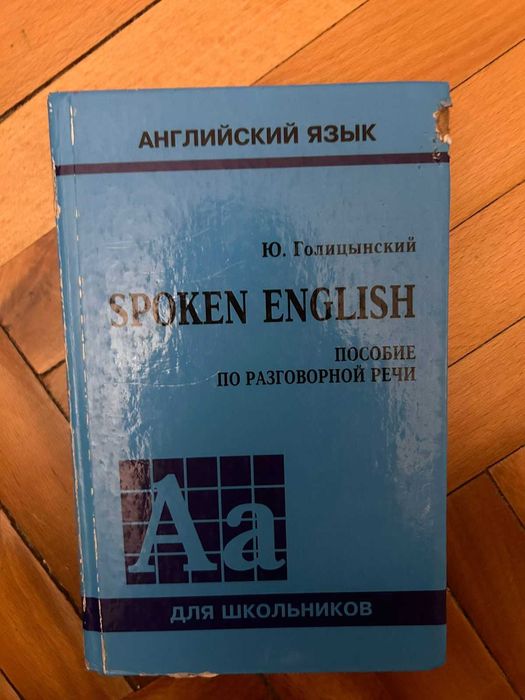 АНГЛИЙСКИЙ ЯЗЫК
Ю. Голицынский
SPOKEN ENGLISH
ПОСОБИЕ
ПО РАЗГОВОРНОЙ РЕЧИ
Aa
ДЛЯ ШКОЛЬНИКОВ